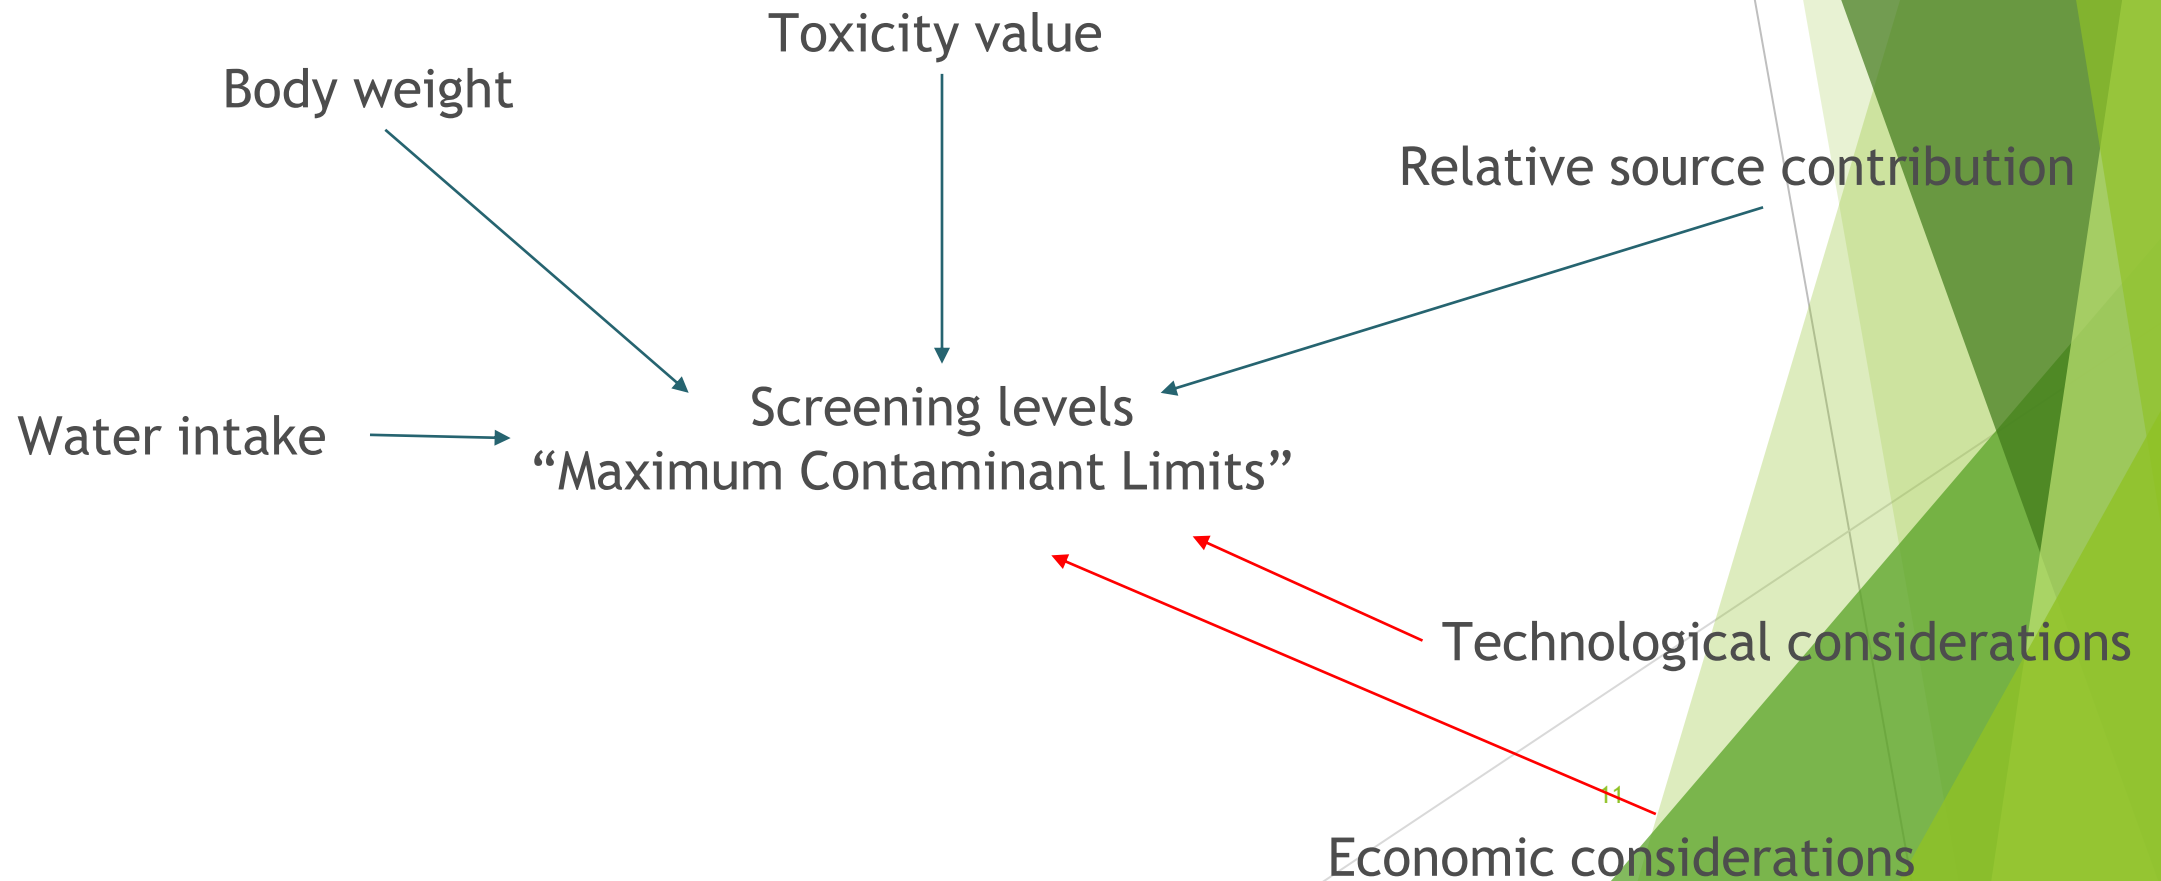 Toxicity value
Body weight
Relative source contribution
Screening levels
Water intake
“Maximum Contaminant Limits”
Technological considerations
11
Economic considerations